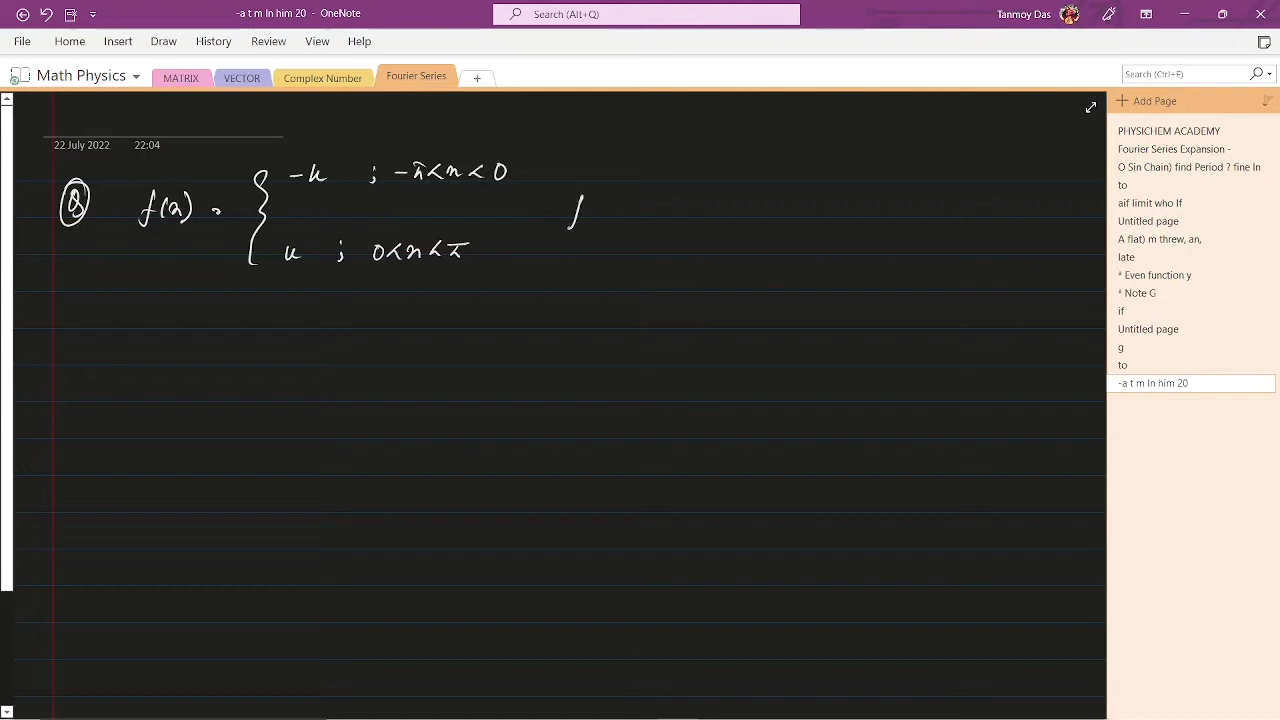 -a t m In him 20 - OneNote
Search (Alt+Q)
Tanmoy Das
File Home Insert Draw History Review View Help
Math Physics
MATRIX VECTOR Complex Number Fourier Series +
Search (Ctrl+E)
Add Page
22 July 2022 22:04
Q f(x) = { -k ; -π<x<0
k ; 0<x<π
f
PHYSICHEM ACADEMY
Fourier Series Expansion -
O Sin Chain) find Period ? fine In
to
aif limit who If
Untitled page
A flat) m threw, an,
late
* Even function y
* Note G
if
Untitled page
g
to
-a t m In him 20